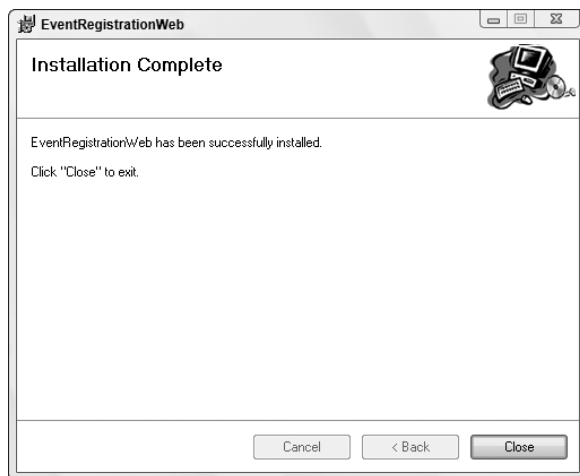 EventRegistrationWeb
Installation Complete
EventRegistrationWeb has been successfully installed.
Click "Close" to exit.
Cancel
< Back
Close